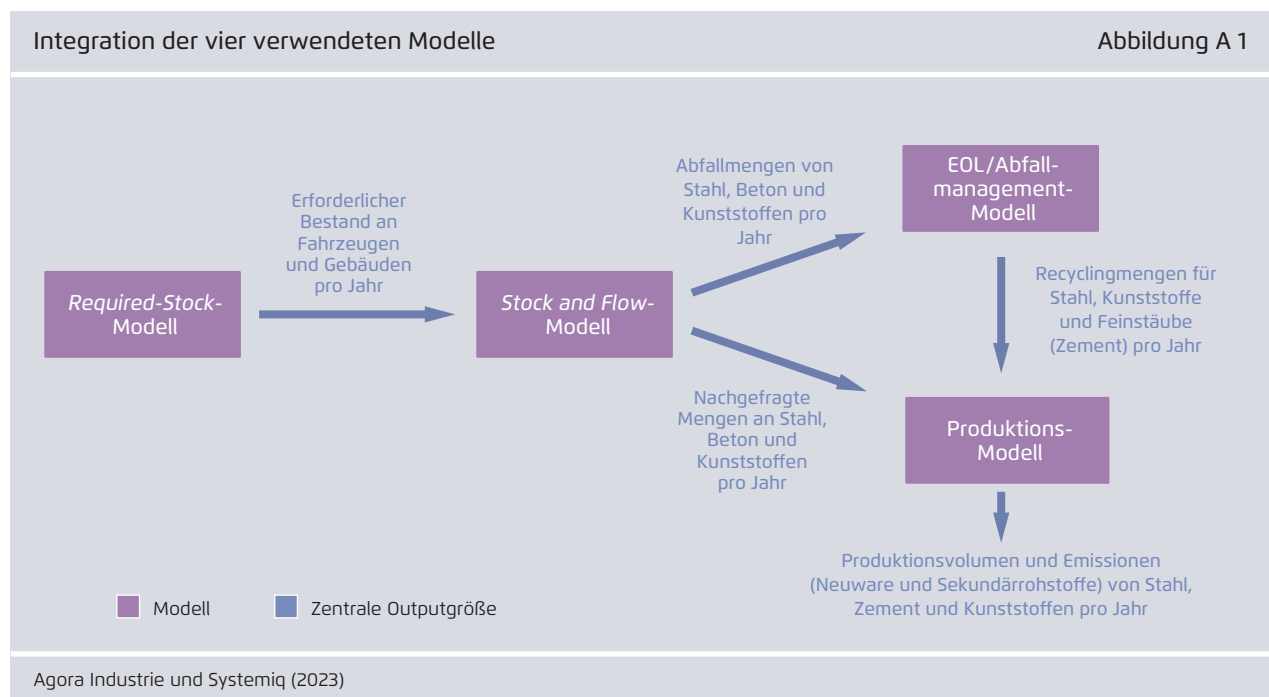 Integration der vier verwendeten Modelle
Abbildung A 1
Required-Stock-
Modell
Erforderlicher
Bestand an
Fahrzeugen
und Gebäuden
pro Jahr
Stock and Flow-
Modell
Abfallmengen von
Stahl, Beton und
Kunststoffen pro
Jahr
Nachgefragte
Mengen an Stahl,
Beton und
Kunststoffen
pro Jahr
EOL/Abfall-
management-
Modell
Recyclingmengen für
Stahl, Kunststoffe
und Feinstäube
(Zement) pro Jahr
Produktions-
Modell
Produktionsvolumen und Emissionen
(Neuware und Sekundärrohstoffe) von Stahl,
Zement und Kunststoffen pro Jahr
Modell
Zentrale Outputgröße
Agora Industrie und Systemiq (2023)